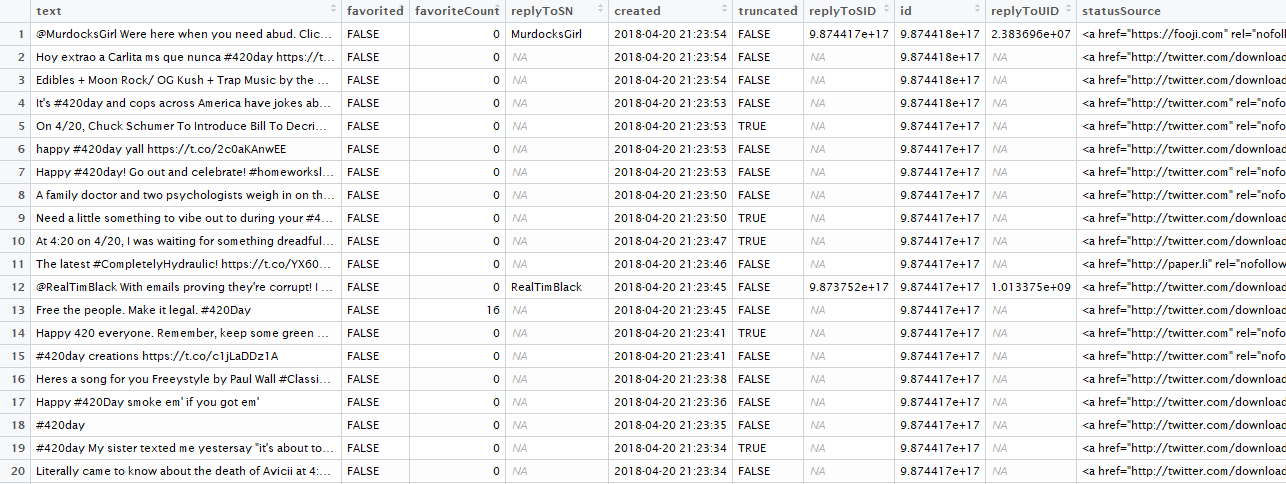 text favorited favoriteCount replyToSN created truncated replyToSID id replyToUID statusSource
1 @MurdocksGirl Were here when you need abud. Clic... FALSE 0 MurdocksGirl 2018-04-20 21:23:54 FALSE 9.874417e+17 9.874418e+17 2.383696e+07 <a href="https://fooji.com" rel="nofoll
2 Hoy extrao a Carlita ms que nunca #420day https://t... FALSE 0 NA 2018-04-20 21:23:54 FALSE NA 9.874418e+17 NA <a href="http://twitter.com/download
3 Edibles + Moon Rock/ OG Kush + Trap Music by the ... FALSE 0 NA 2018-04-20 21:23:54 FALSE NA 9.874418e+17 NA <a href="http://twitter.com/download
4 It's #420day and cops across America have jokes ab... FALSE 0 NA 2018-04-20 21:23:53 FALSE NA 9.874418e+17 NA <a href="http://twitter.com" rel="nofo
5 On 4/20, Chuck Schumer To Introduce Bill To Decri... FALSE 0 NA 2018-04-20 21:23:53 TRUE NA 9.874417e+17 NA <a href="http://twitter.com" rel="nofo
6 happy #420day yall https://t.co/2c0aKAnwEE FALSE 0 NA 2018-04-20 21:23:53 FALSE NA 9.874417e+17 NA <a href="http://twitter.com/download
7 Happy #420day! Go out and celebrate! #homeworksl... FALSE 0 NA 2018-04-20 21:23:53 FALSE NA 9.874417e+17 NA <a href="http://twitter.com" rel="nofo
8 A family doctor and two psychologists weigh in on th... FALSE 0 NA 2018-04-20 21:23:50 FALSE NA 9.874417e+17 NA <a href="http://twitter.com" rel="nofo
9 Need a little something to vibe out to during your #4... FALSE 0 NA 2018-04-20 21:23:50 TRUE NA 9.874417e+17 NA <a href="http://twitter.com/download
10 At 4:20 on 4/20, I was waiting for something dreadful... FALSE 0 NA 2018-04-20 21:23:47 TRUE NA 9.874417e+17 NA <a href="http://twitter.com/download
11 The latest #CompletelyHydraulic! https://t.co/YX60... FALSE 0 NA 2018-04-20 21:23:46 FALSE NA 9.874417e+17 NA <a href="http://paper.li" rel="nofollow
12 @RealTimBlack With emails proving they're corrupt! I ... FALSE 0 RealTimBlack 2018-04-20 21:23:45 FALSE 9.873752e+17 9.874417e+17 1.013375e+09 <a href="http://twitter.com/download
13 Free the people. Make it legal. #420Day FALSE 16 NA 2018-04-20 21:23:45 FALSE NA 9.874417e+17 NA <a href="http://twitter.com/download
14 Happy 420 everyone. Remember, keep some green ... FALSE 0 NA 2018-04-20 21:23:41 TRUE NA 9.874417e+17 NA <a href="http://twitter.com" rel="nofo
15 #420day creations https://t.co/c1jLaDDz1A FALSE 0 NA 2018-04-20 21:23:41 FALSE NA 9.874417e+17 NA <a href="http://twitter.com" rel="nofo
16 Heres a song for you Freeystyle by Paul Wall #Classi... FALSE 0 NA 2018-04-20 21:23:38 FALSE NA 9.874417e+17 NA <a href="http://twitter.com/download
17 Happy #420Day smoke em' if you got em' FALSE 0 NA 2018-04-20 21:23:36 FALSE NA 9.874417e+17 NA <a href="http://twitter.com/download
18 #420day FALSE 0 NA 2018-04-20 21:23:35 FALSE NA 9.874417e+17 NA <a href="http://twitter.com/download
19 #420day My sister texted me yestersay "it's about to... FALSE 0 NA 2018-04-20 21:23:34 TRUE NA 9.874417e+17 NA <a href="http://twitter.com/download
20 Literally came to know about the death of Avicii at 4:... FALSE 0 NA 2018-04-20 21:23:34 FALSE NA 9.874417e+17 NA <a href="http://twitter.com/download